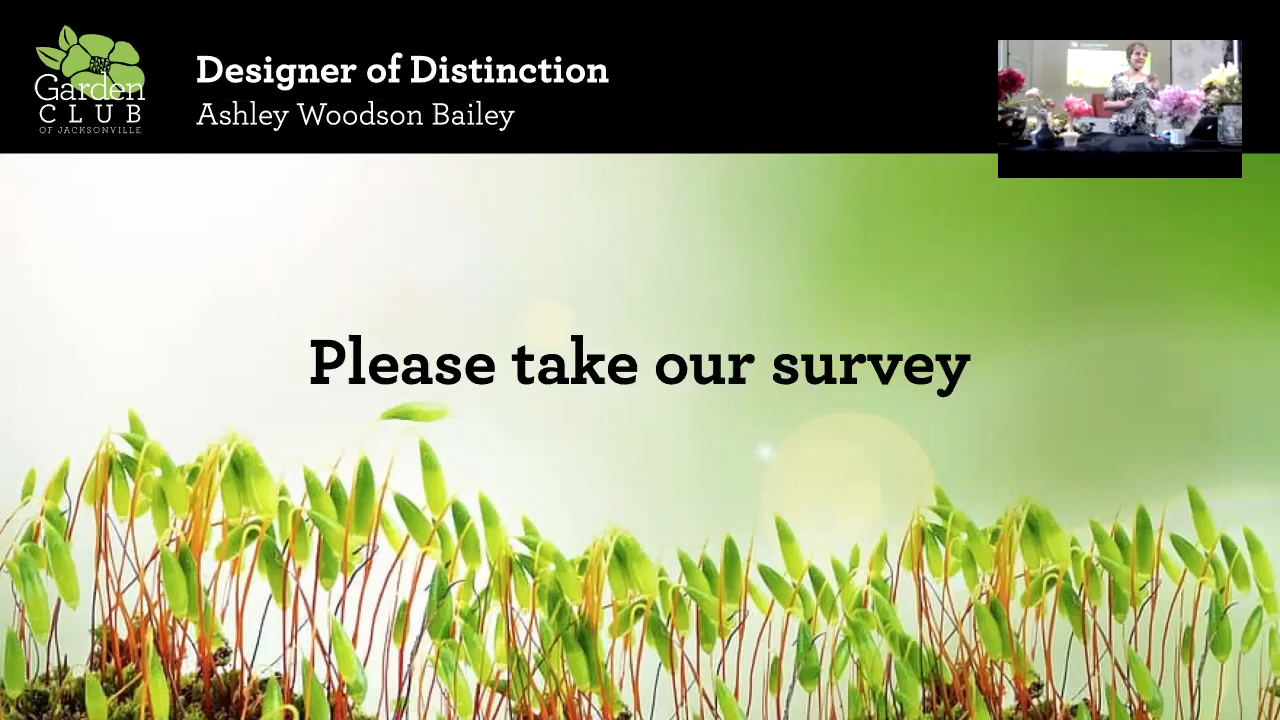 Garden
CLUB
OF JACKSONVILLE
Designer of Distinction
Ashley Woodson Bailey
Please take our survey